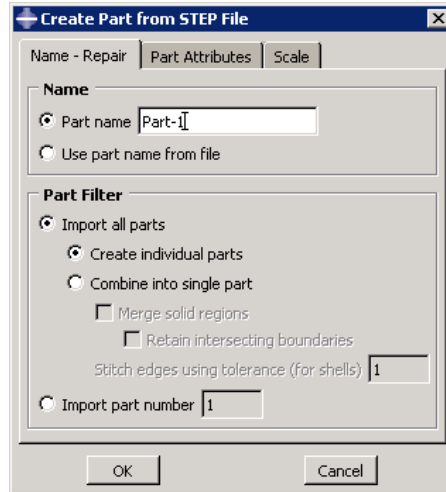 Create Part from STEP File
Name - Repair Part Attributes Scale
Name
Part name Part-1
Use part name from file
Part Filter
Import all parts
Create individual parts
Combine into single part
Merge solid regions
Retain intersecting boundaries
Stitch edges using tolerance (for shells) 1
Import part number 1
OK Cancel